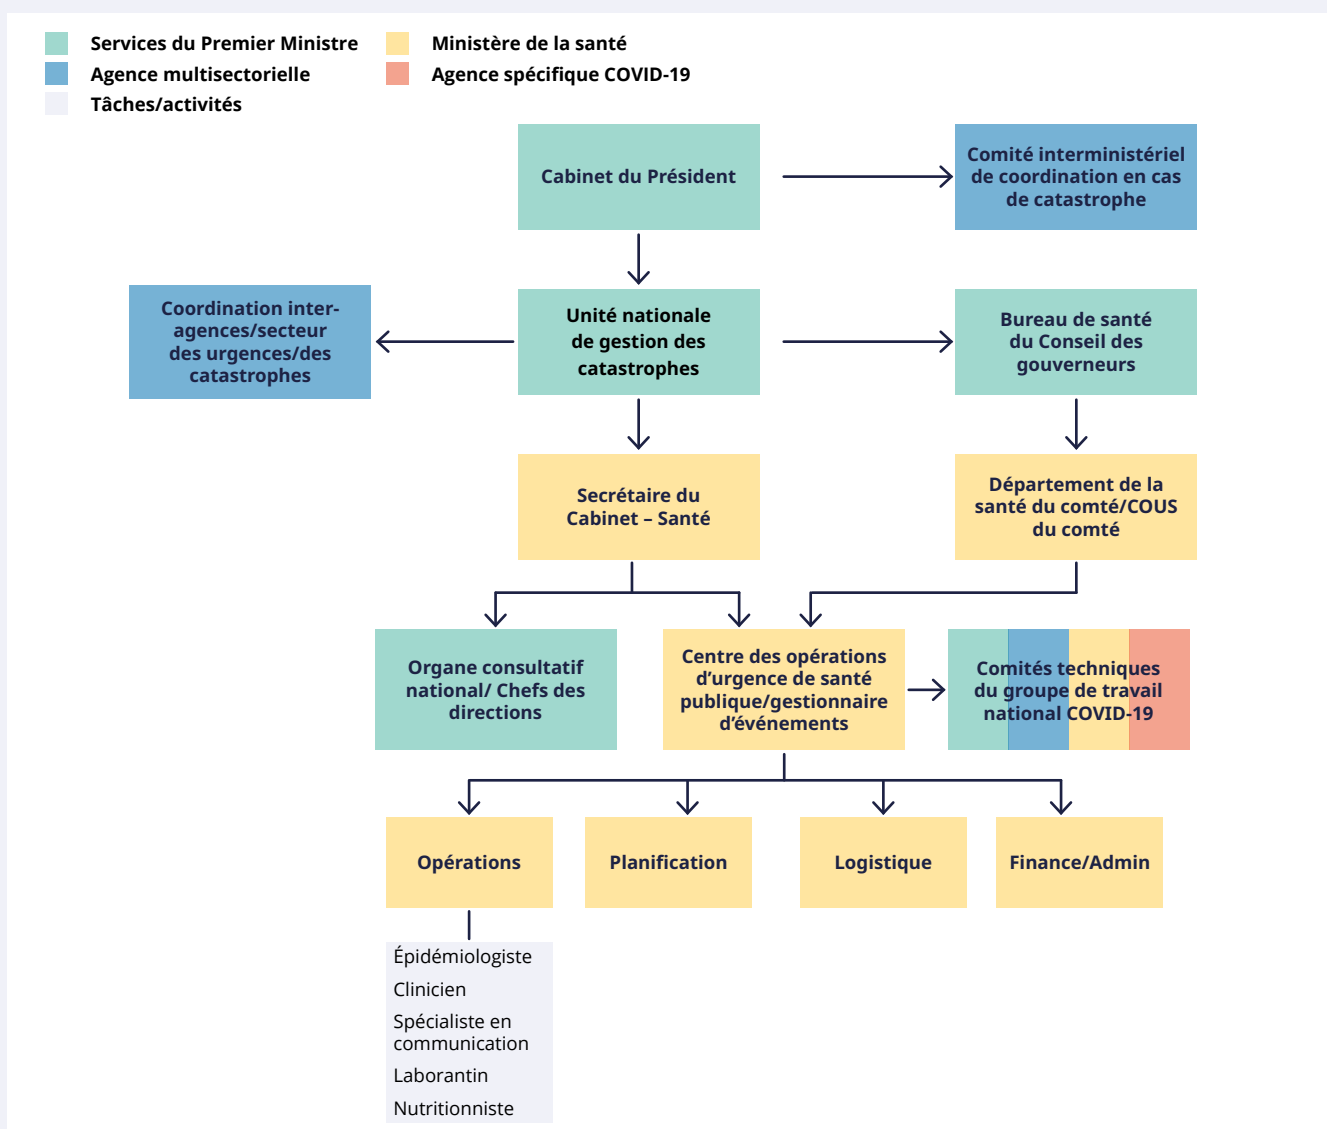 Services du Premier Ministre
Ministère de la santé
Agence multisectorielle
Agence spécifique COVID-19
Tâches/activités
Cabinet du Président
Comité interministériel
de coordination en cas
de catastrophe
Coordination inter-
agences/secteur
des urgences/des
catastrophes
Unité nationale
de gestion des
catastrophes
Bureau de santé
du Conseil des
gouverneurs
Secrétaire du
Cabinet – Santé
Département de la
santé du comté/COUS
du comté
Organe consultatif
national/ Chefs des
directions
Centre des opérations
d’urgence de santé
publique/gestionnaire
d’événements
Comités techniques
du groupe de travail
national COVID-19
Opérations
Planification
Logistique
Finance/Admin
Épidémiologiste
Clinicien
Spécialiste en
communication
Laborantin
Nutritionniste